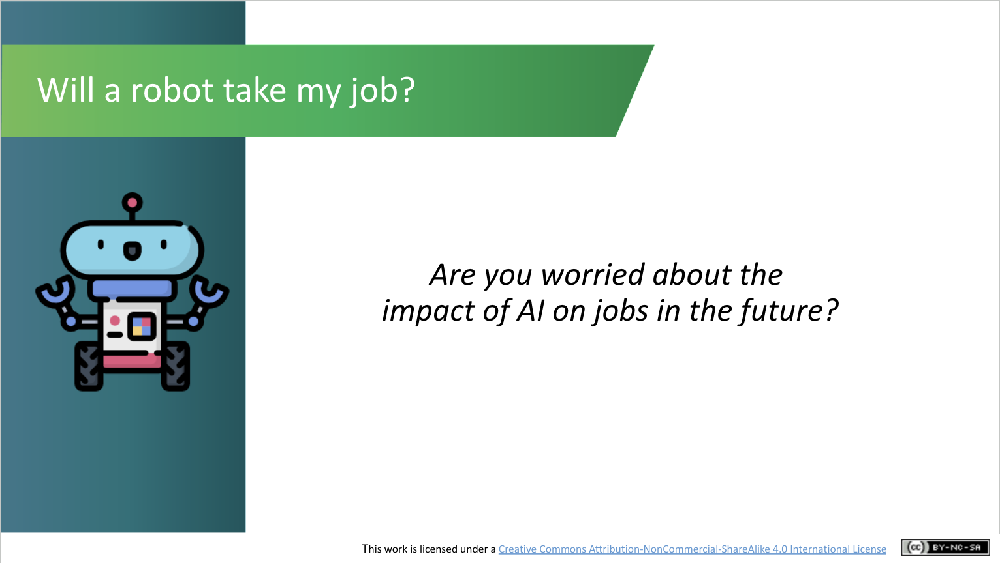 Will a robot take my job?
Are you worried about the
impact of AI on jobs in the future?
This work is licensed under a Creative Commons Attribution-NonCommercial-ShareAlike 4.0 International License
cc BY-NC-SA